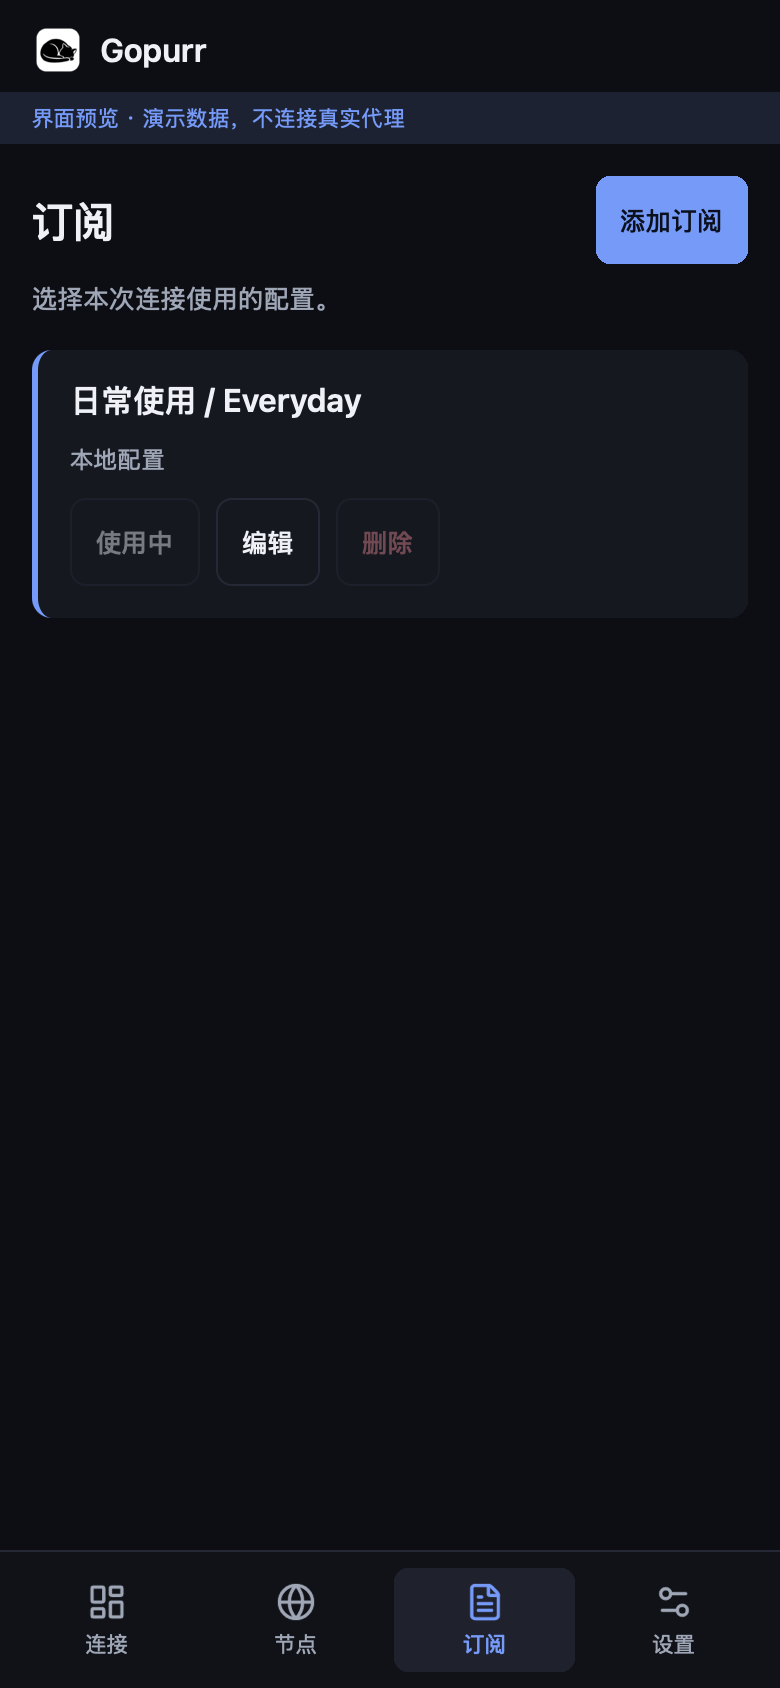 Gopurr
界面预览 · 演示数据，不连接真实代理
订阅
添加订阅
选择本次连接使用的配置。
日常使用 / Everyday
本地配置
使用中 编辑 删除
连接 节点 订阅 设置